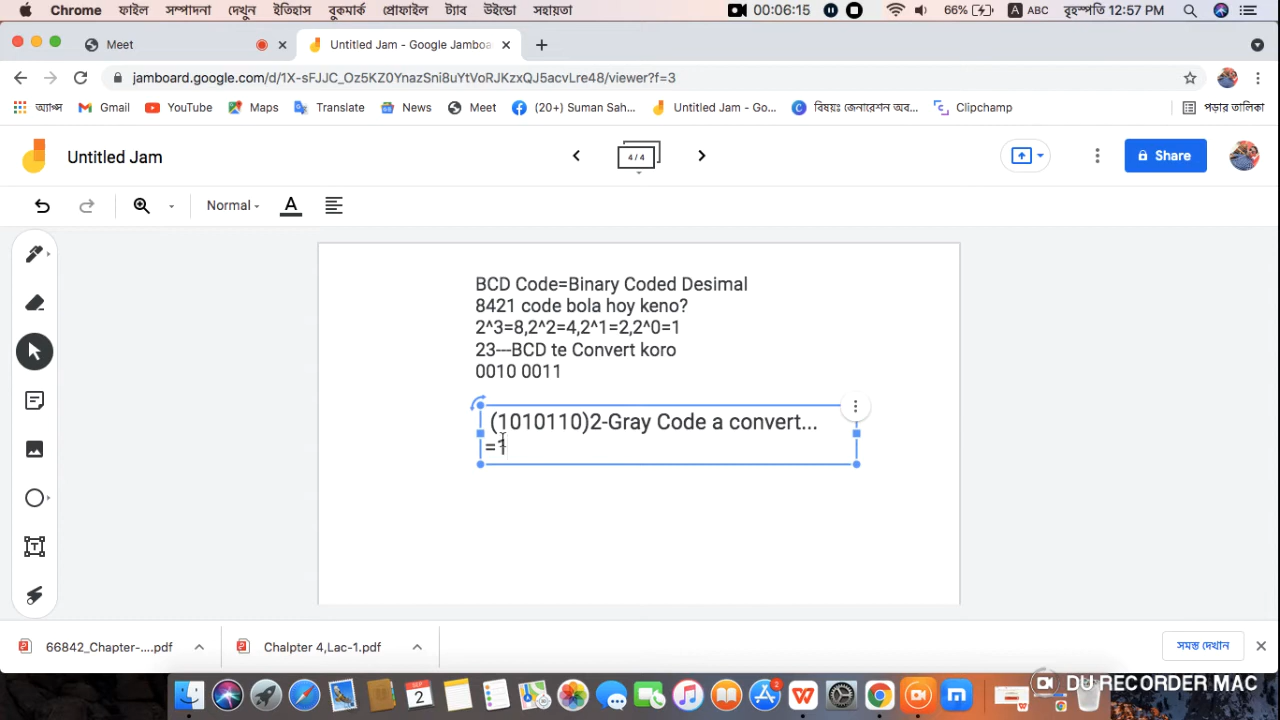 Chrome ফাইল সম্পাদনা দেখুন ইতিহাস বুকমার্ক প্রোফাইল ট্যাব উইন্ডো সহায়তা 00:06:15 66% A ABC বৃহস্পতি 12:57 PM
Meet Untitled Jam - Google Jamboa
jamboard.google.com/d/1X-sFJJC_Oz5KZ0YnazSni8uYtVoRJKzxQJ5acvLre48/viewer?f=3
অ্যাপ্স Gmail YouTube Maps Translate News Meet (20+) Suman Sah... Untitled Jam - Go... বিষয়ঃ জেনারেশন অব... Clipchamp পড়ার তালিকা
Untitled Jam 4 / 4 Share
Normal A
BCD Code=Binary Coded Desimal
8421 code bola hoy keno?
2^3=8,2^2=4,2^1=2,2^0=1
23---BCD te Convert koro
0010 0011
(1010110)2-Gray Code a convert...
=1
66842_Chapter-....pdf Chalpter 4,Lac-1.pdf সমস্ত দেখান
SEP 2 2
DU RECORDER MAC